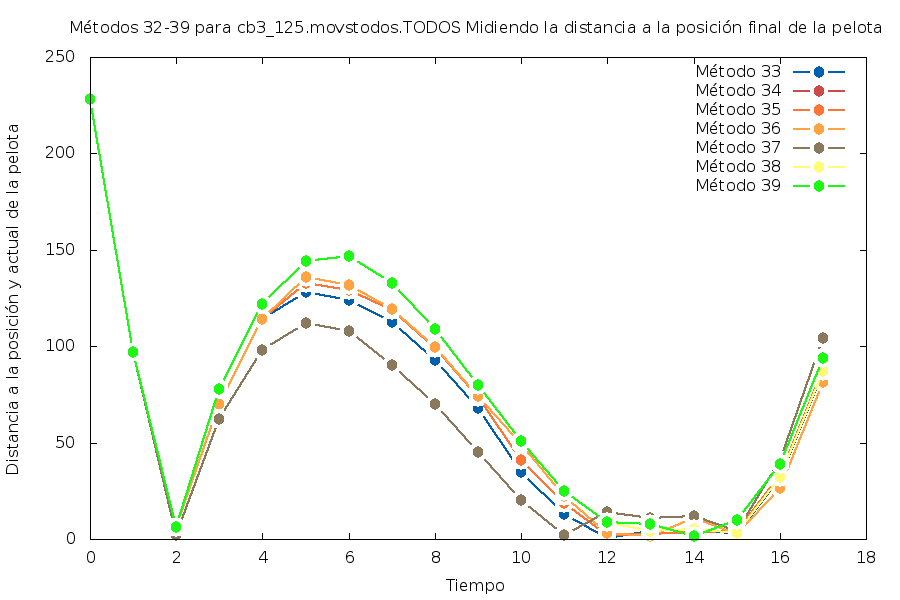 Métodos 32-39 para cb3_125.movstodos.TODOS Midiendo la distancia a la posición final de la pelota
250
200
150
100
50
0
Distancia a la posición y actual de la pelota
Método 33
Método 34
Método 35
Método 36
Método 37
Método 38
Método 39
0 2 4 6 8 10 12 14 16 18
Tiempo